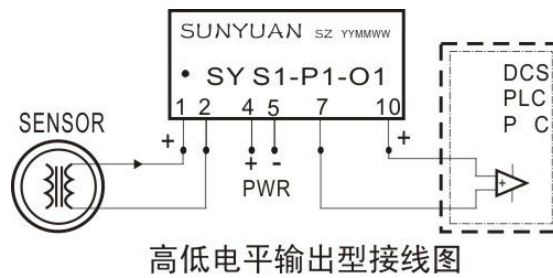 SUNYUAN SZ YYMMWW
• SY S1-P1-O1
1 2 4 5 7 10
SENSOR
+ + - +
PWR
DCS
PLC
P C
+
高低电平输出型接线图